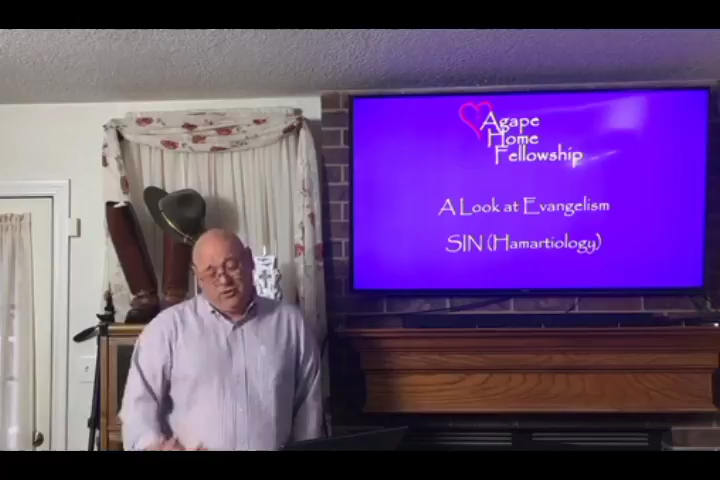 Agape
Home
Fellowship
A Look at Evangelism
SIN (Hamartiology)